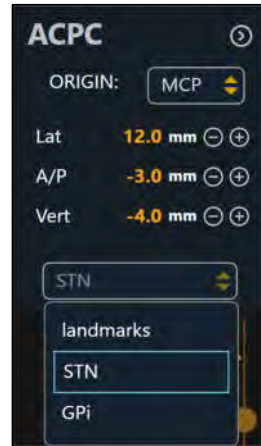 ACPC
ORIGIN: MCP
Lat 12.0 mm
A/P -3.0 mm
Vert -4.0 mm
STN
landmarks
STN
GPi